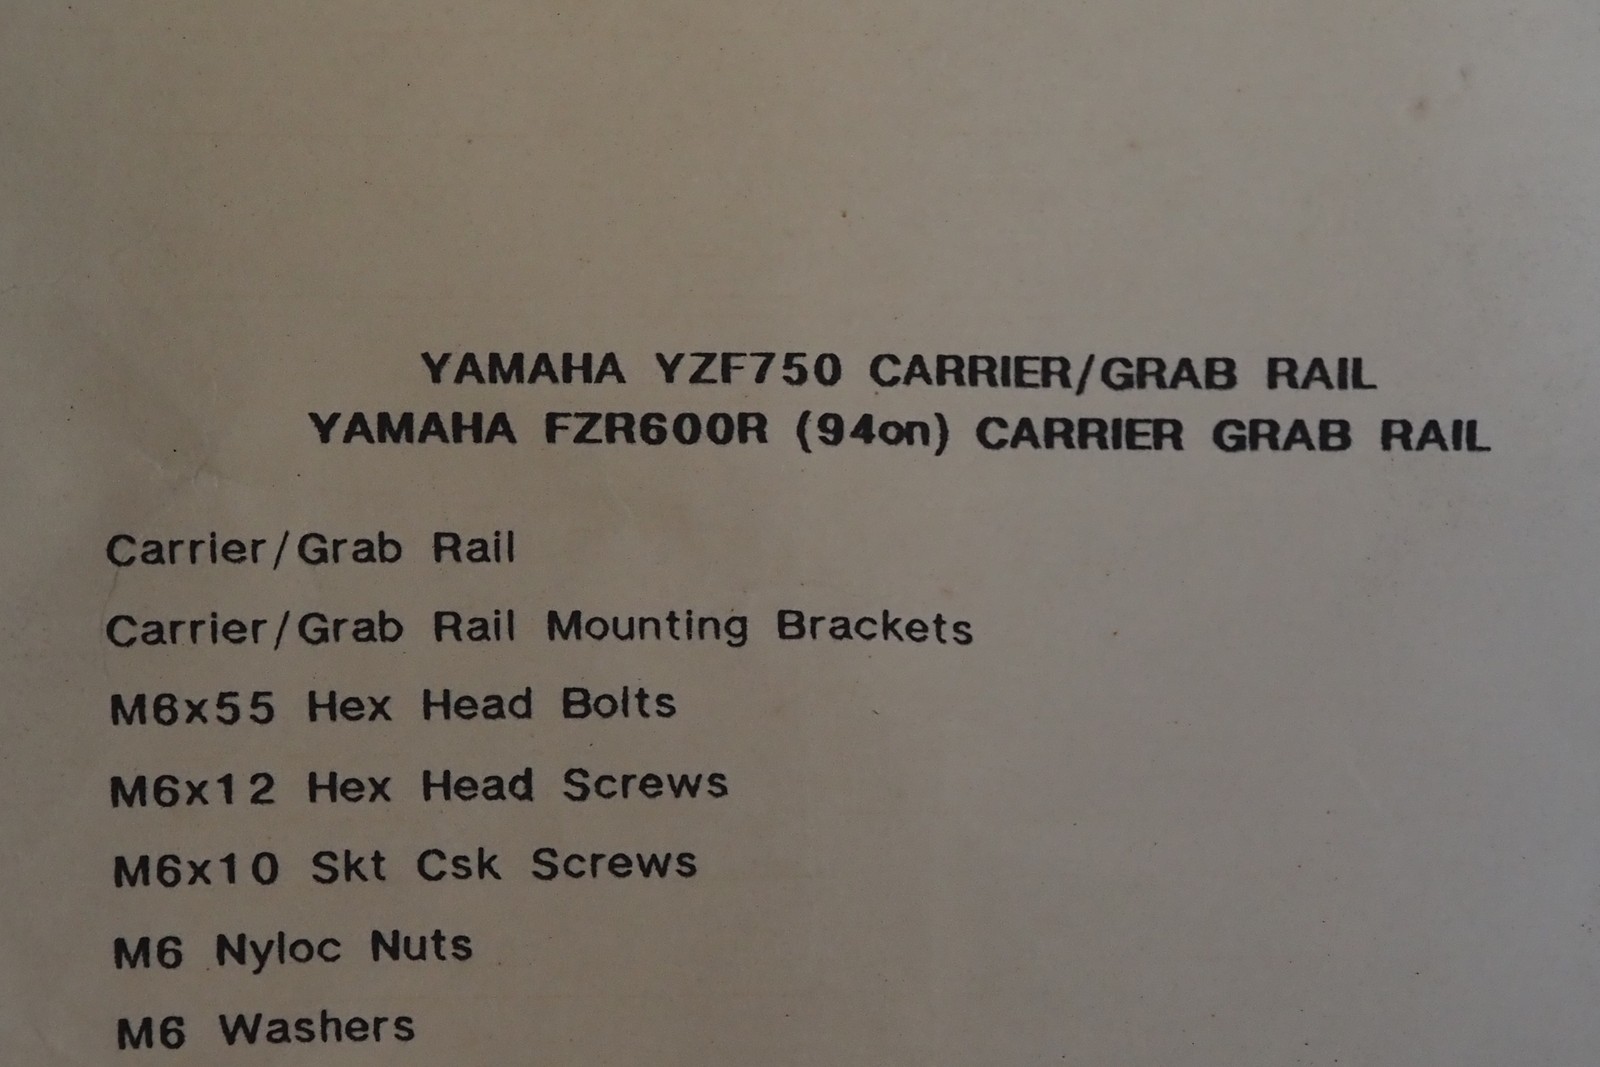 YAMAHA YZF750 CARRIER/GRAB RAIL
YAMAHA FZR600R (94on) CARRIER GRAB RAIL
Carrier/Grab Rail
Carrier/Grab Rail Mounting Brackets
M6x55 Hex Head Bolts
M6x12 Hex Head Screws
M6x10 Skt Csk Screws
M6 Nyloc Nuts
M6 Washers